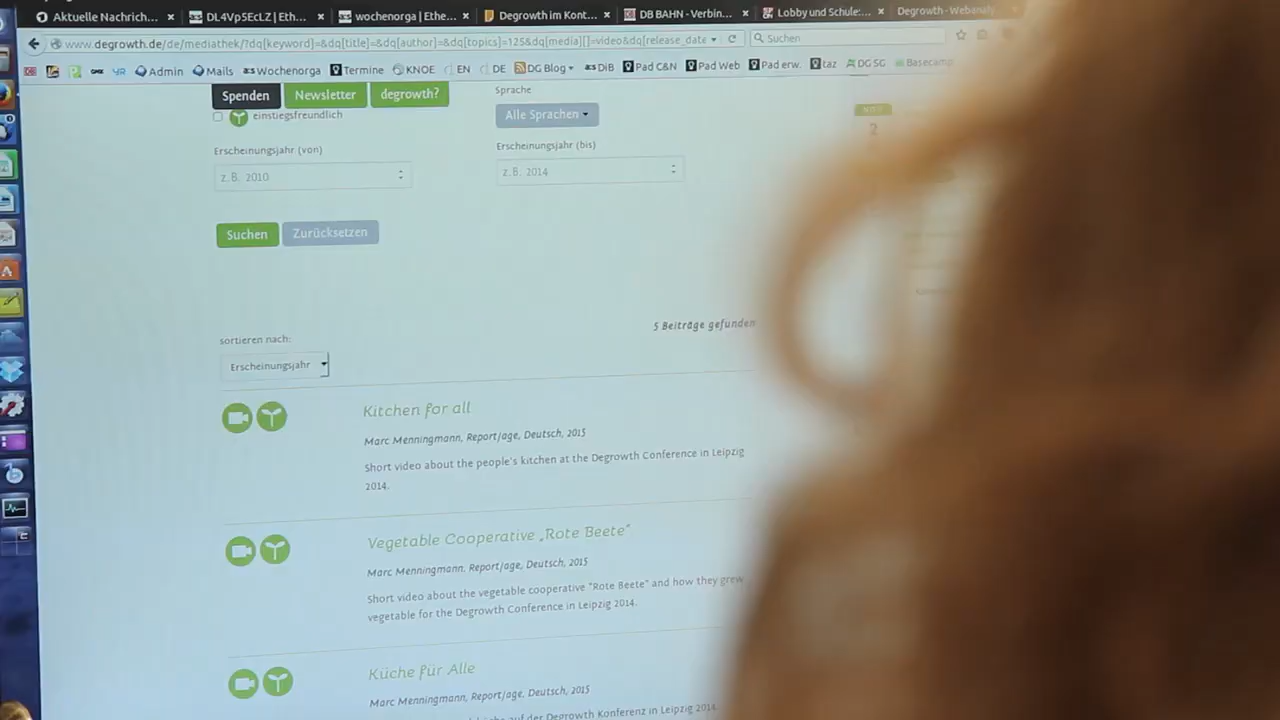 Aktuelle Nachrich... × DL4Vp5EcLZ | Eth... × wochenorga | Ethe... × Degrowth im Kont... × DB BAHN - Verbin... × Lobby und Schule:... × Degrowth - Webanaly
www.degrowth.de/de/mediathek/?dq[keyword]=&dq[title]=&dq[author]=&dq[topics]=125&dq[media][]=video&dq[release_date Suchen
Admin Mails Wochenorga Termine KNOE EN DE DG Blog DiB Pad C&N Pad Web Pad erw. taz DG SG Basecamp
Spenden Newsletter degrowth?
Sprache
einstiegsfreundlich
Alle Sprachen
Erscheinungsjahr (von) Erscheinungsjahr (bis)
z.B. 2010 z.B. 2014
Suchen Zurücksetzen
5 Beiträge gefunden
sortieren nach:
Erscheinungsjahr
Kitchen for all
Marc Menningmann, Report/age, Deutsch, 2015
Short video about the people's kitchen at the Degrowth Conference in Leipzig
2014.
Vegetable Cooperative „Rote Beete“
Marc Menningmann, Report/age, Deutsch, 2015
Short video about the vegetable cooperative "Rote Beete" and how they grew
vegetable for the Degrowth Conference in Leipzig 2014.
Küche für Alle
Marc Menningmann, Report/age, Deutsch, 2015
auf der Degrowth Konferenz in Leipzig 2014.